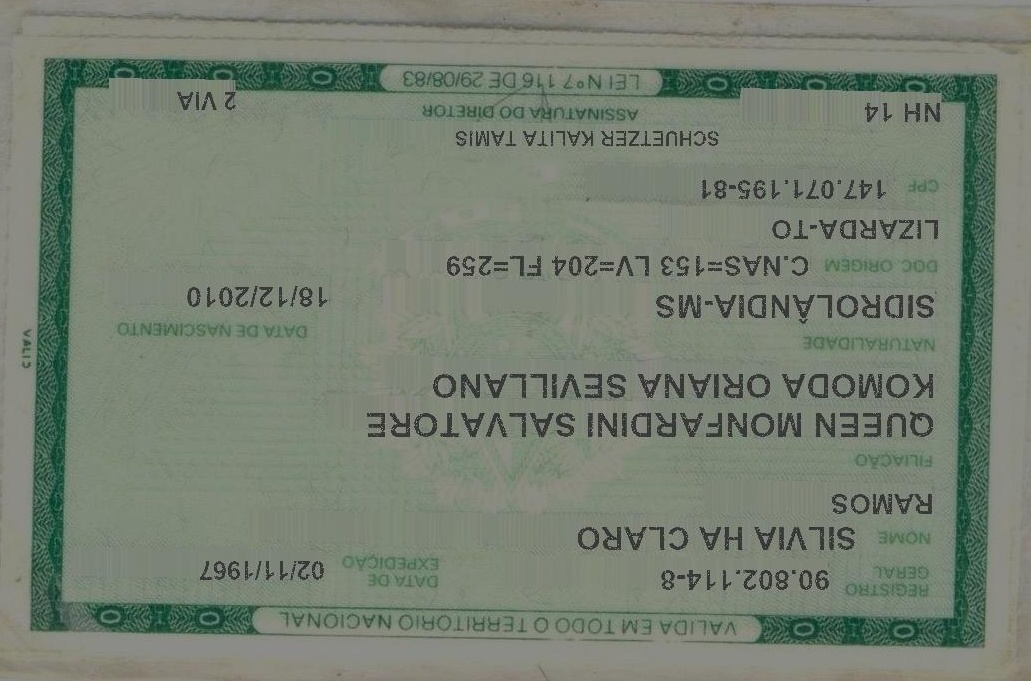 VALIDA EM TODO O TERRITÓRIO NACIONAL
REGISTRO GERAL 90.802.114-8 DATA DE EXPEDIÇÃO 02/11/1967
NOME SILVIA HA CLARO
RAMOS
FILIAÇÃO
QUEEN MONFARDINI SALVATORE
KOMODA ORIANA SEVILLANO
NATURALIDADE DATA DE NASCIMENTO
SIDROLÂNDIA-MS 18/12/2010
DOC ORIGEM C.NAS=153 LV=204 FL=259
LIZARDA-TO
CPF 147.071.195-81
SCHUETZER KALITA TAMIS
NH 14 ASSINATURA DO DIRETOR 2 VIA
LEI Nº 7.116 DE 29/08/83